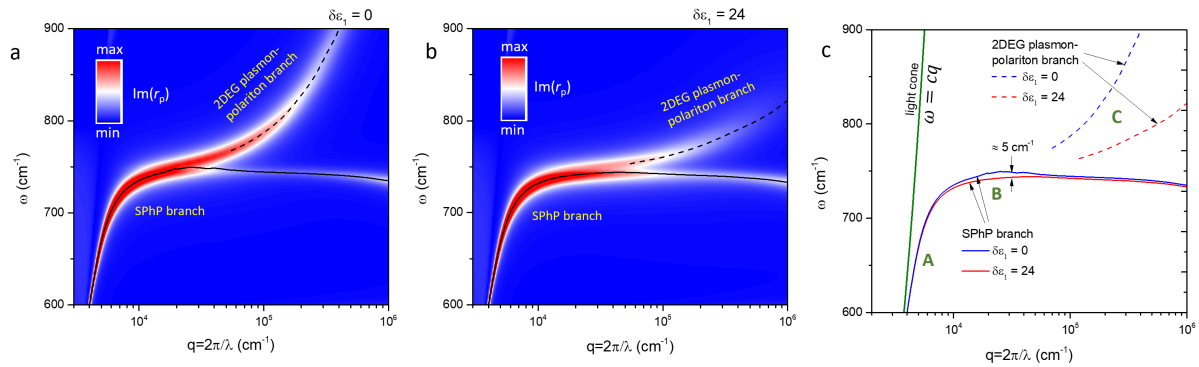 a
δε₁ = 0
max
min
Im(rₚ)
2DEG plasmon-
polariton branch
SPhP branch
ω (cm⁻¹)
900
800
700
600
10⁴
10⁵
10⁶
q=2π/λ (cm⁻¹)
b
δε₁ = 24
max
min
Im(rₚ)
2DEG plasmon-
polariton branch
SPhP branch
ω (cm⁻¹)
900
800
700
600
10⁴
10⁵
10⁶
q=2π/λ (cm⁻¹)
c
light cone
ω = cq
2DEG plasmon-
polariton branch
δε₁ = 0
δε₁ = 24
C
≈ 5 cm⁻¹
B
SPhP branch
δε₁ = 0
δε₁ = 24
A
ω (cm⁻¹)
900
800
700
600
10⁴
10⁵
10⁶
q=2π/λ (cm⁻¹)